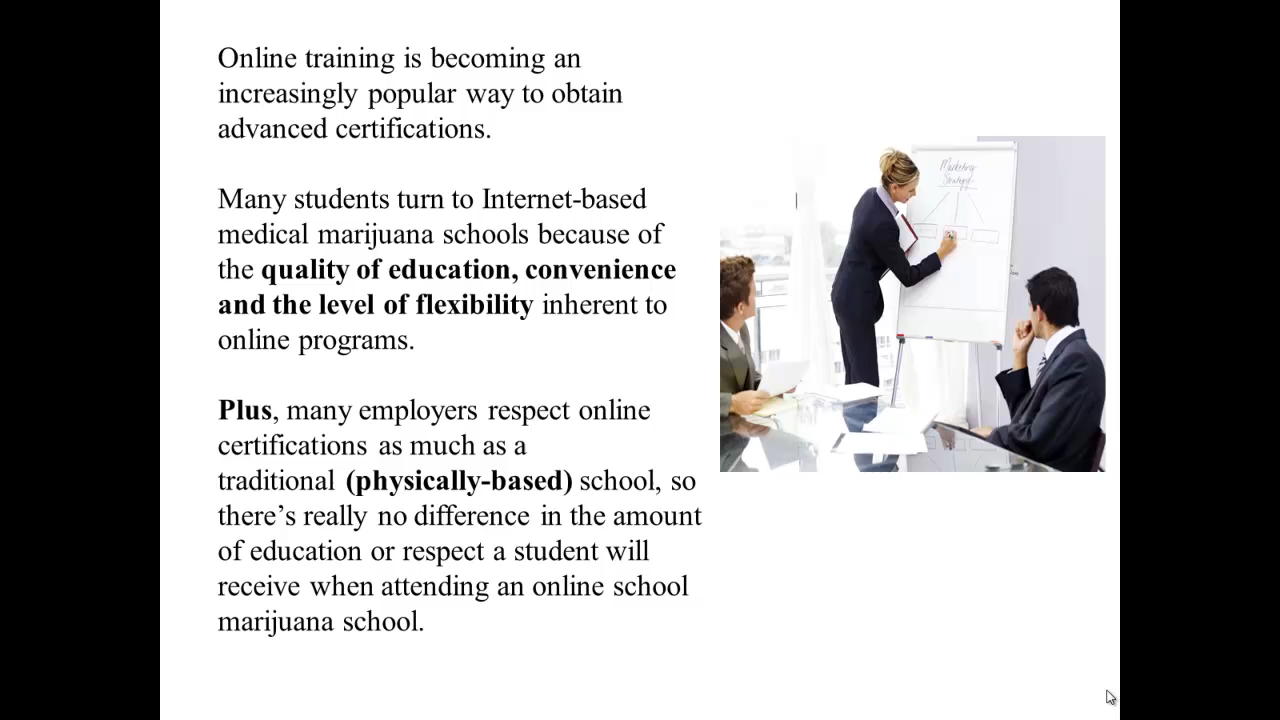 Online training is becoming an
increasingly popular way to obtain
advanced certifications.
Many students turn to Internet-based
medical marijuana schools because of
the quality of education, convenience
and the level of flexibility inherent to
online programs.
Plus, many employers respect online
certifications as much as a
traditional (physically-based) school, so
there’s really no difference in the amount
of education or respect a student will
receive when attending an online school
marijuana school.
Marketing
Strategy